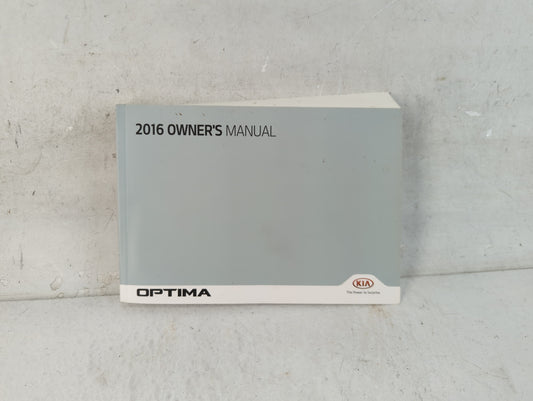 2016 OWNER'S MANUAL
OPTIMA
KIA
The Power to Surprise